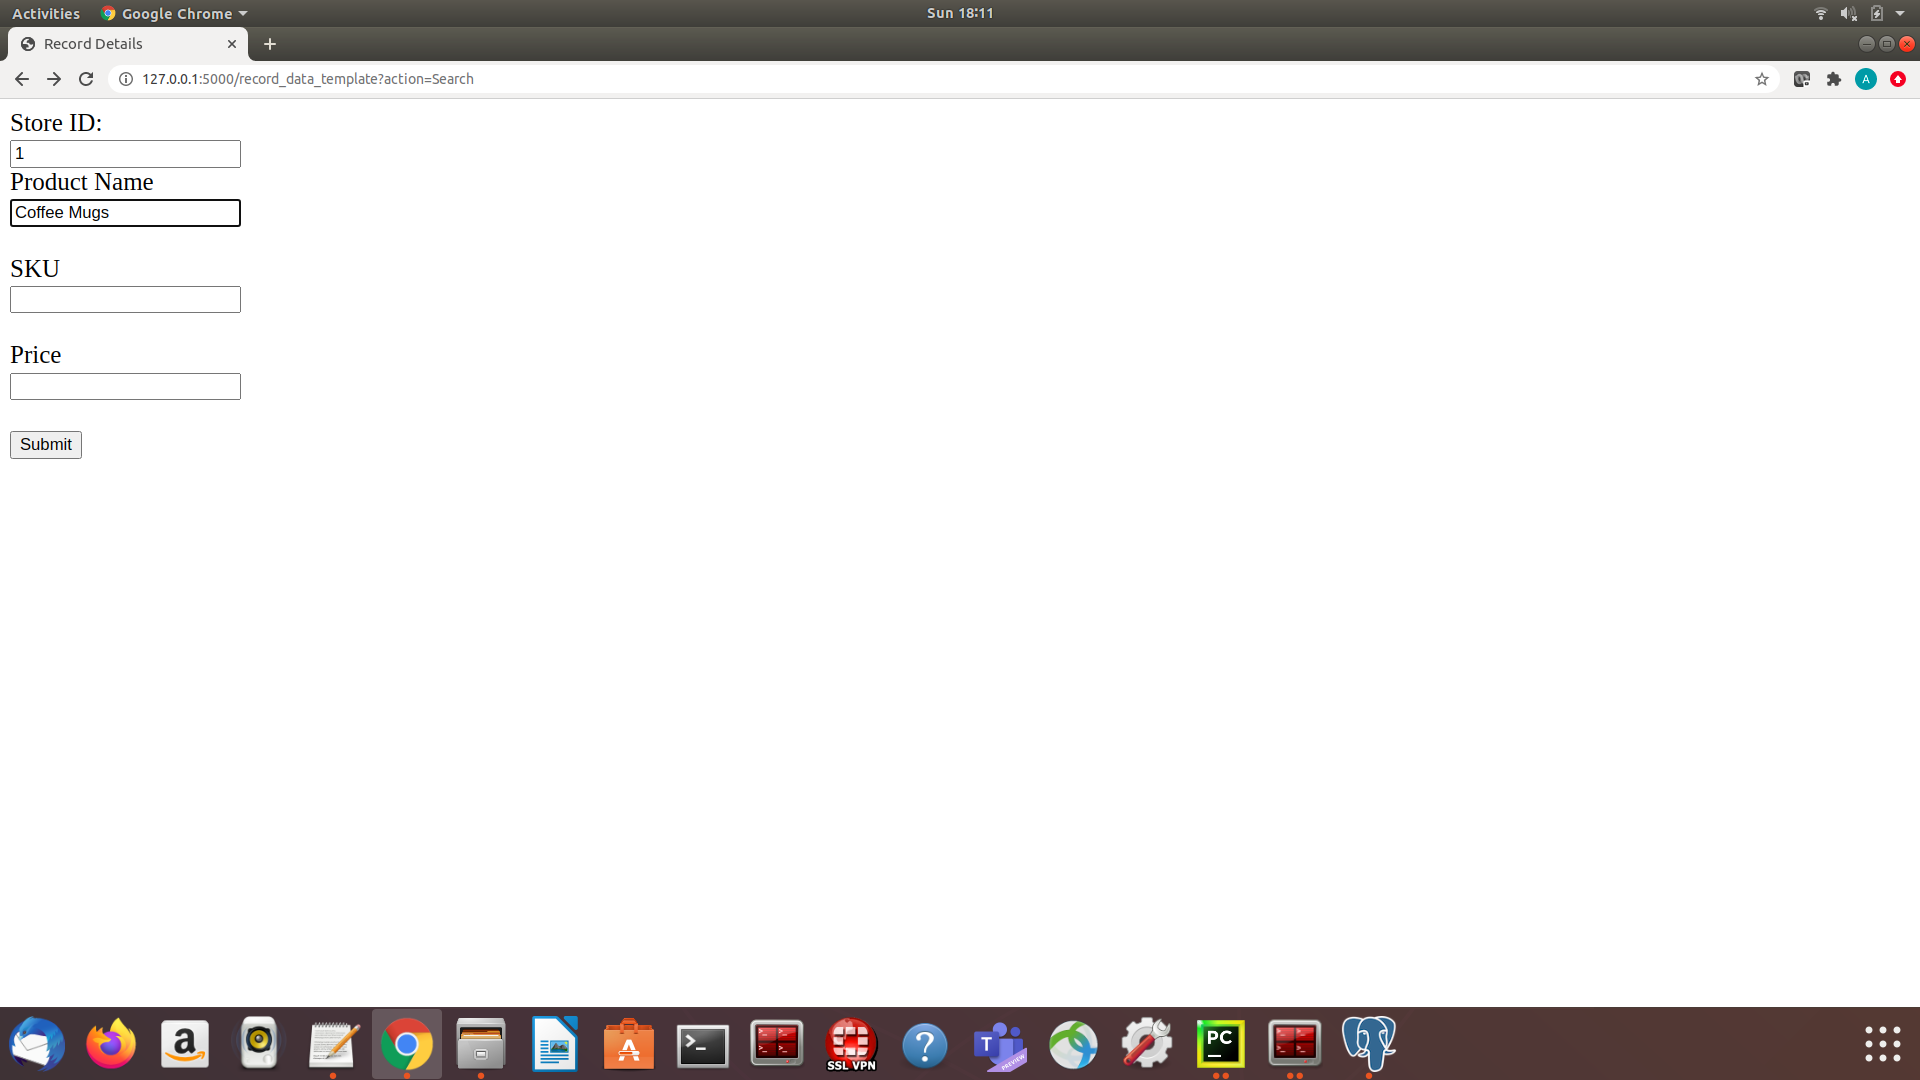 Activities Google Chrome Sun 18:11
Record Details
127.0.0.1:5000/record_data_template?action=Search A
Store ID:
1
Product Name
Coffee Mugs
SKU
Price
Submit
a >_ SSL VPN ? T PREVIEW PC